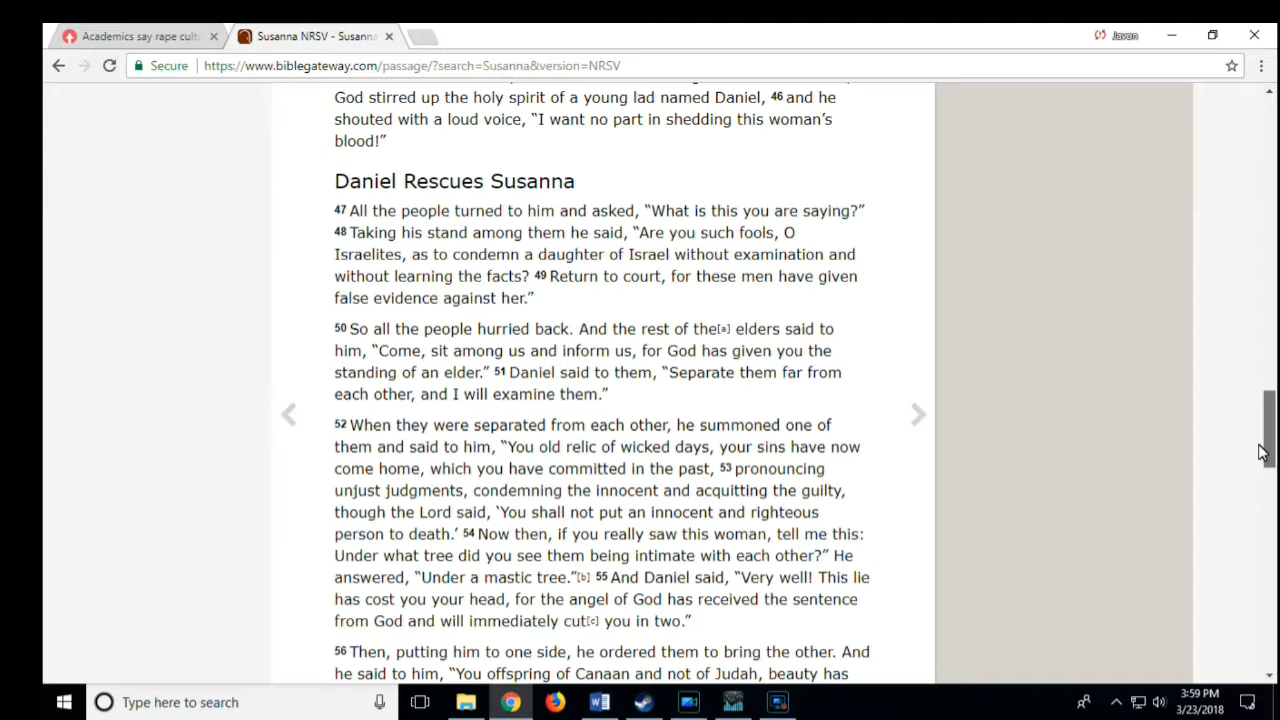 Academics say rape cult
Susanna NRSV - Susanna
Javon
Secure
https://www.biblegateway.com/passage/?search=Susanna&version=NRSV
God stirred up the holy spirit of a young lad named Daniel, 46 and he
shouted with a loud voice, “I want no part in shedding this woman’s
blood!”
Daniel Rescues Susanna
47 All the people turned to him and asked, “What is this you are saying?”
48 Taking his stand among them he said, “Are you such fools, O
Israelites, as to condemn a daughter of Israel without examination and
without learning the facts? 49 Return to court, for these men have given
false evidence against her.”
50 So all the people hurried back. And the rest of the[a] elders said to
him, “Come, sit among us and inform us, for God has given you the
standing of an elder.” 51 Daniel said to them, “Separate them far from
each other, and I will examine them.”
52 When they were separated from each other, he summoned one of
them and said to him, “You old relic of wicked days, your sins have now
come home, which you have committed in the past, 53 pronouncing
unjust judgments, condemning the innocent and acquitting the guilty,
though the Lord said, ‘You shall not put an innocent and righteous
person to death.’ 54 Now then, if you really saw this woman, tell me this:
Under what tree did you see them being intimate with each other?” He
answered, “Under a mastic tree.”[b] 55 And Daniel said, “Very well! This lie
has cost you your head, for the angel of God has received the sentence
from God and will immediately cut[c] you in two.”
56 Then, putting him to one side, he ordered them to bring the other. And
he said to him, “You offspring of Canaan and not of Judah, beauty has
Type here to search
3:59 PM
3/23/2018